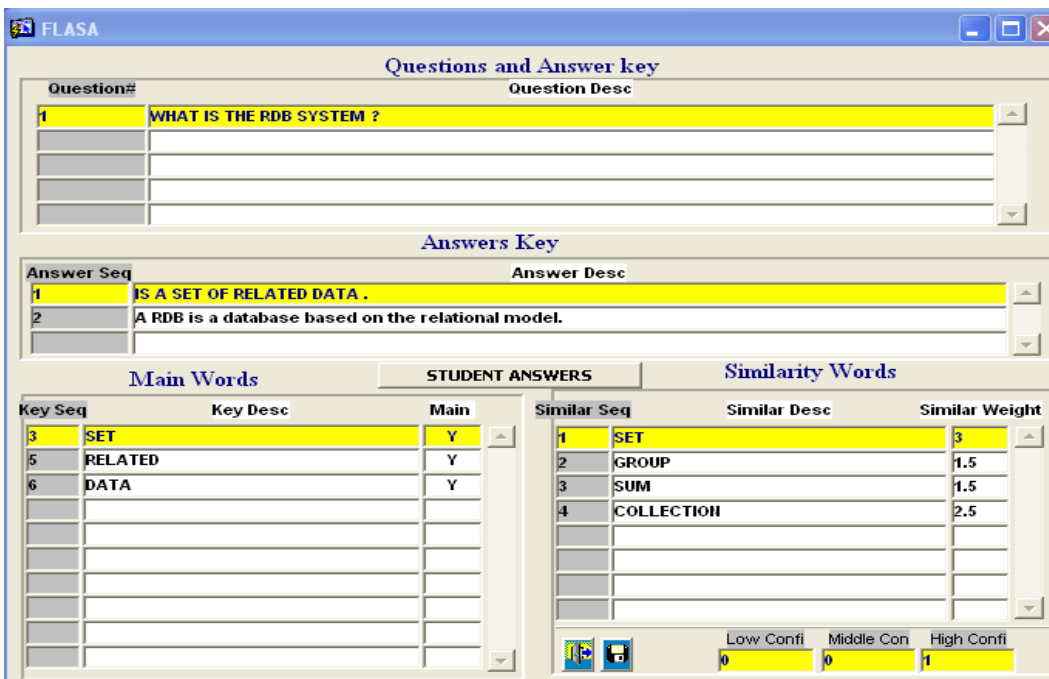 FLASA
Questions and Answer key
Question# Question Desc
1 WHAT IS THE RDB SYSTEM ?
Answers Key
Answer Seq Answer Desc
1 IS A SET OF RELATED DATA .
2 A RDB is a database based on the relational model.
Main Words STUDENT ANSWERS Similarity Words
Key Seq Key Desc Main Similar Seq Similar Desc Similar Weight
3 SET Y 1 SET 3
5 RELATED Y 2 GROUP 1.5
6 DATA Y 3 SUM 1.5
4 COLLECTION 2.5
Low Confi Middle Con High Confi
0 0 1